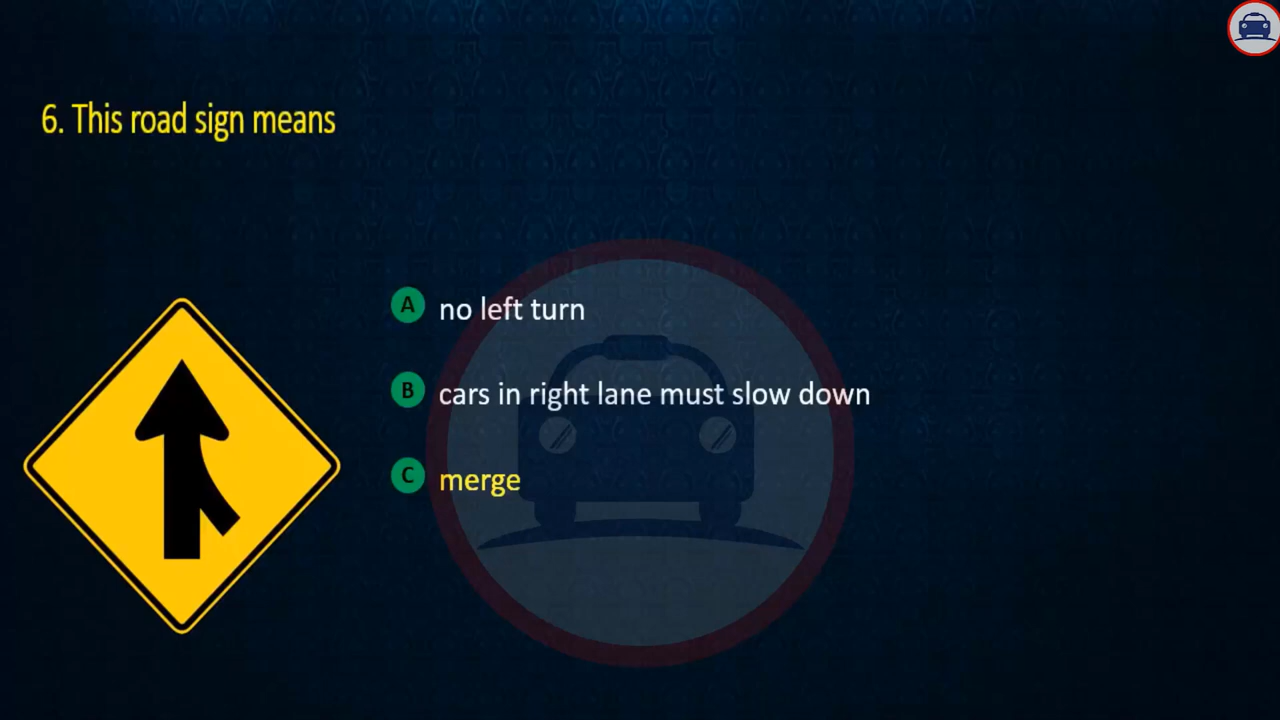 6. This road sign means
A no left turn
B cars in right lane must slow down
C merge